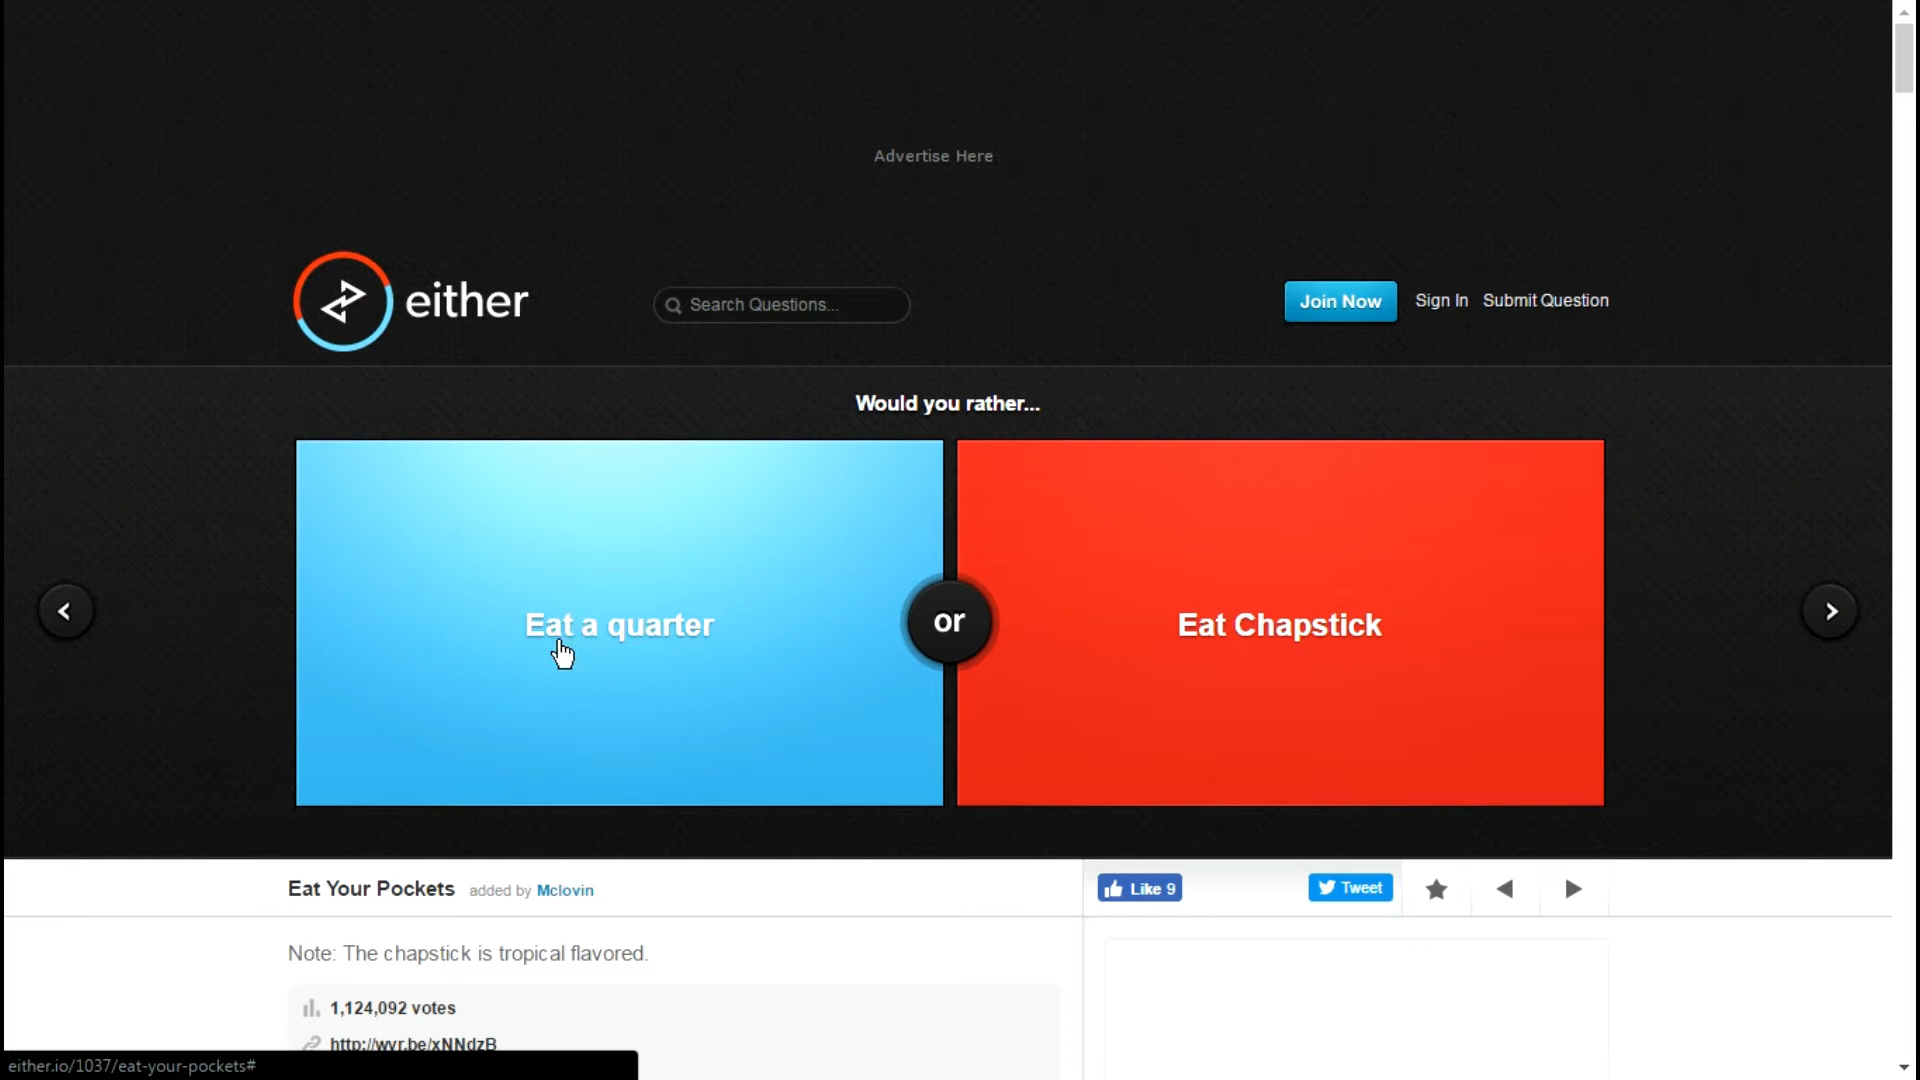 Advertise Here
either
Search Questions...
Join Now
Sign In
Submit Question
Would you rather...
Eat a quarter
or
Eat Chapstick
Eat Your Pockets added by Mclovin
Like 9
Tweet
Note: The chapstick is tropical flavored.
1,124,092 votes
http://wyr.be/xNNdzB
either.io/1037/eat-your-pockets#